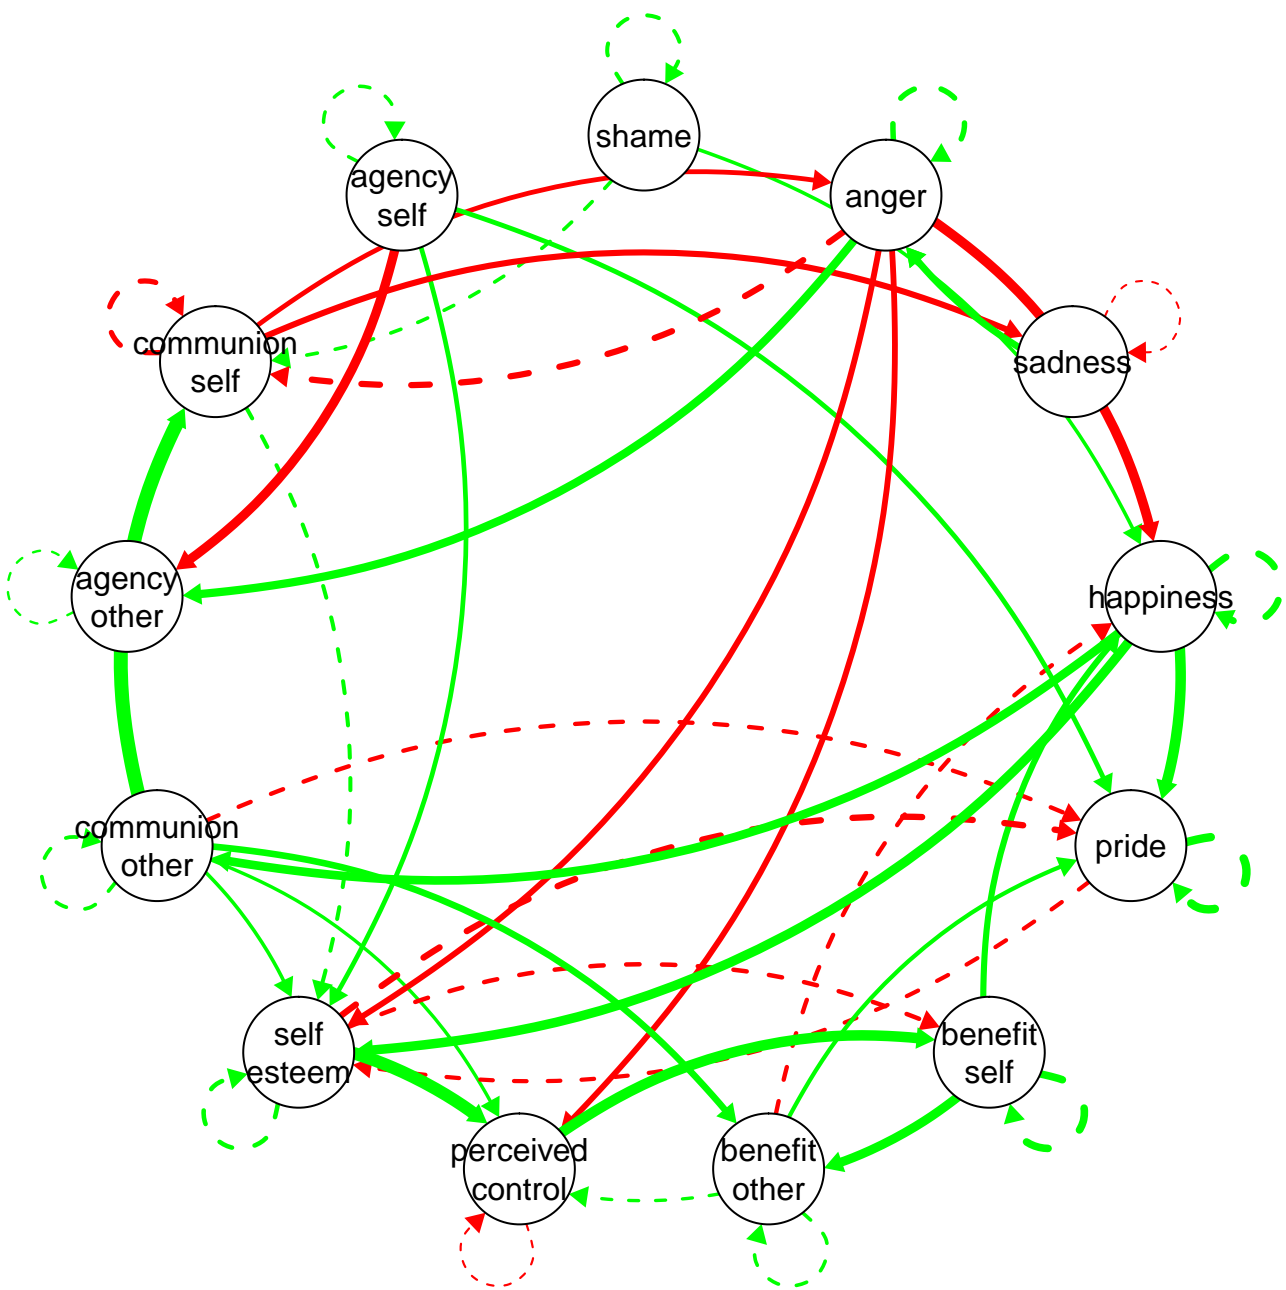 shame
agency
self
anger
communion
self
sadness
agency
other
happiness
communion
other
pride
self
esteem
benefit
self
perceived
control
benefit
other